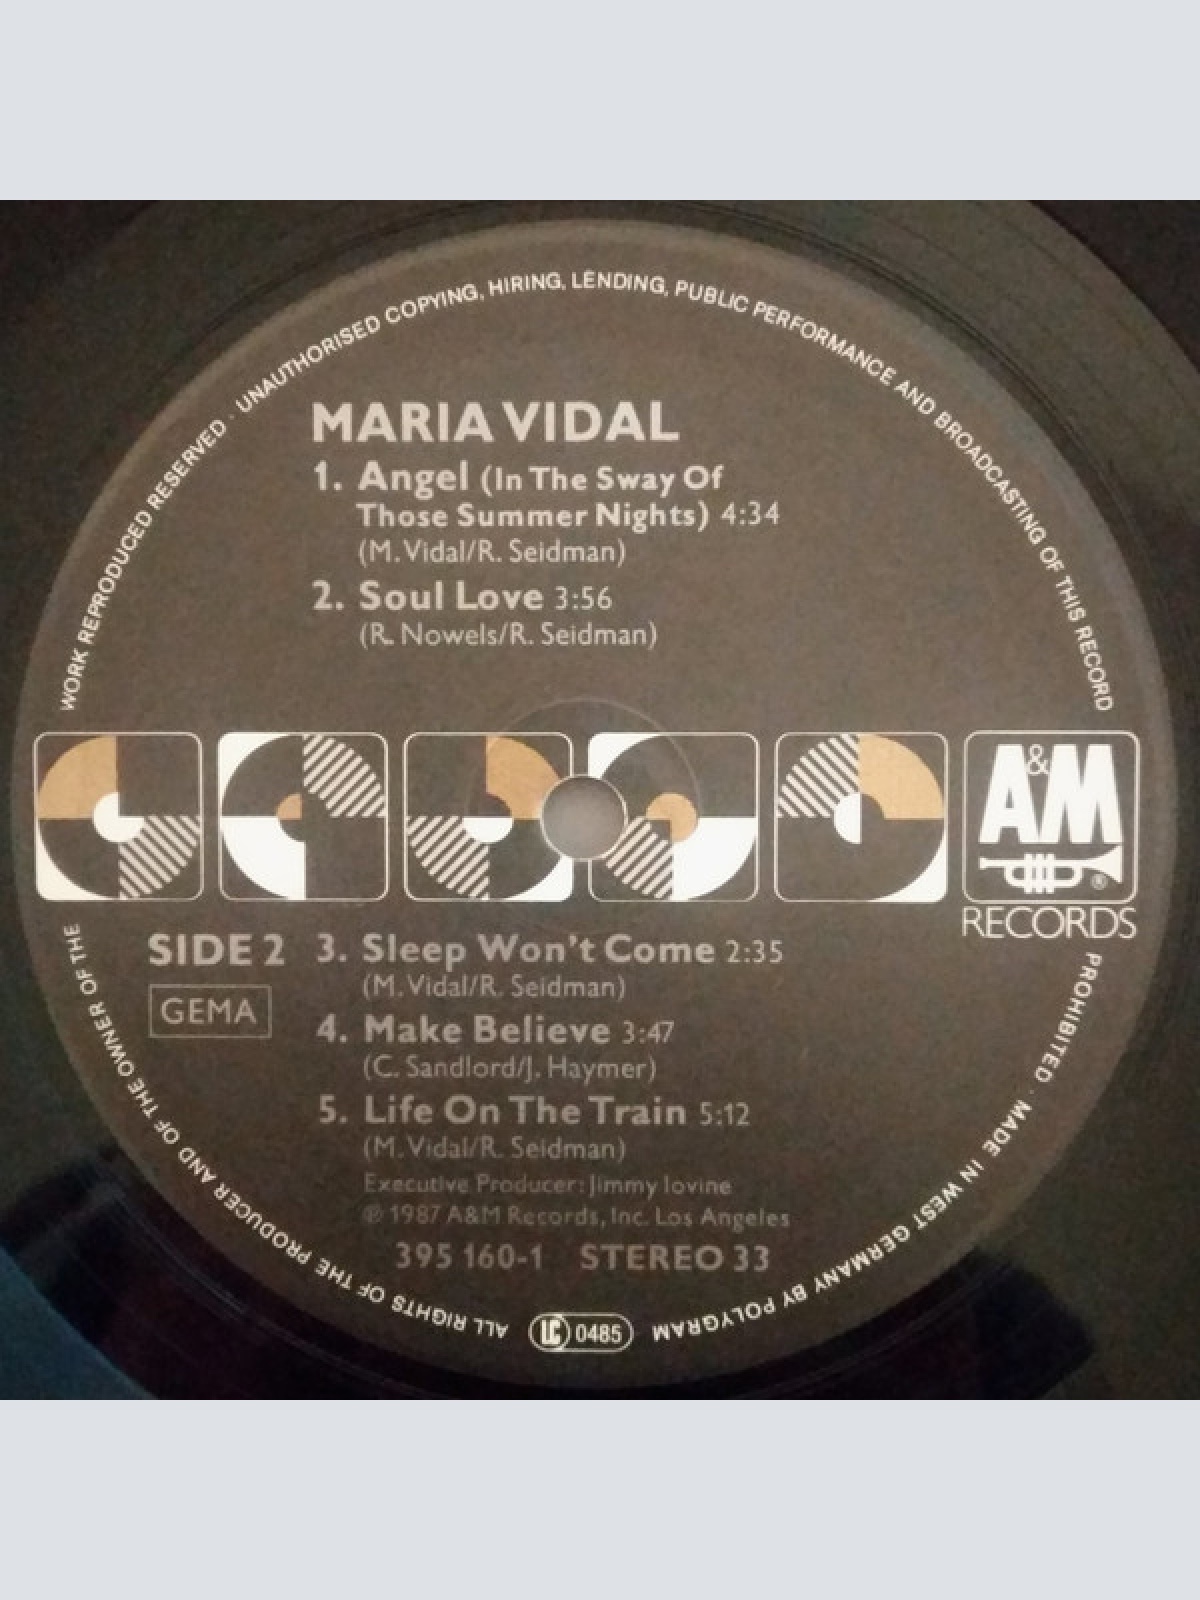 ALL RIGHTS OF THE PRODUCER AND OF THE OWNER OF THE WORK REPRODUCED RESERVED · UNAUTHORISED COPYING, HIRING, LENDING, PUBLIC PERFORMANCE AND BROADCASTING OF THIS RECORD PROHIBITED · MADE IN WEST GERMANY BY POLYGRAM
MARIA VIDAL
1. Angel (In The Sway Of
Those Summer Nights) 4:34
(M. Vidal/R. Seidman)
2. Soul Love 3:56
(R. Nowels/R. Seidman)
A&M
®
RECORDS
SIDE 2
GEMA
3. Sleep Won't Come 2:35
(M. Vidal/R. Seidman)
4. Make Believe 3:47
(C. Sandlord/J. Haymer)
5. Life On The Train 5:12
(M. Vidal/R. Seidman)
Executive Producer: Jimmy Iovine
℗ 1987 A&M Records, Inc. Los Angeles
395 160-1 STEREO 33
LC 0485